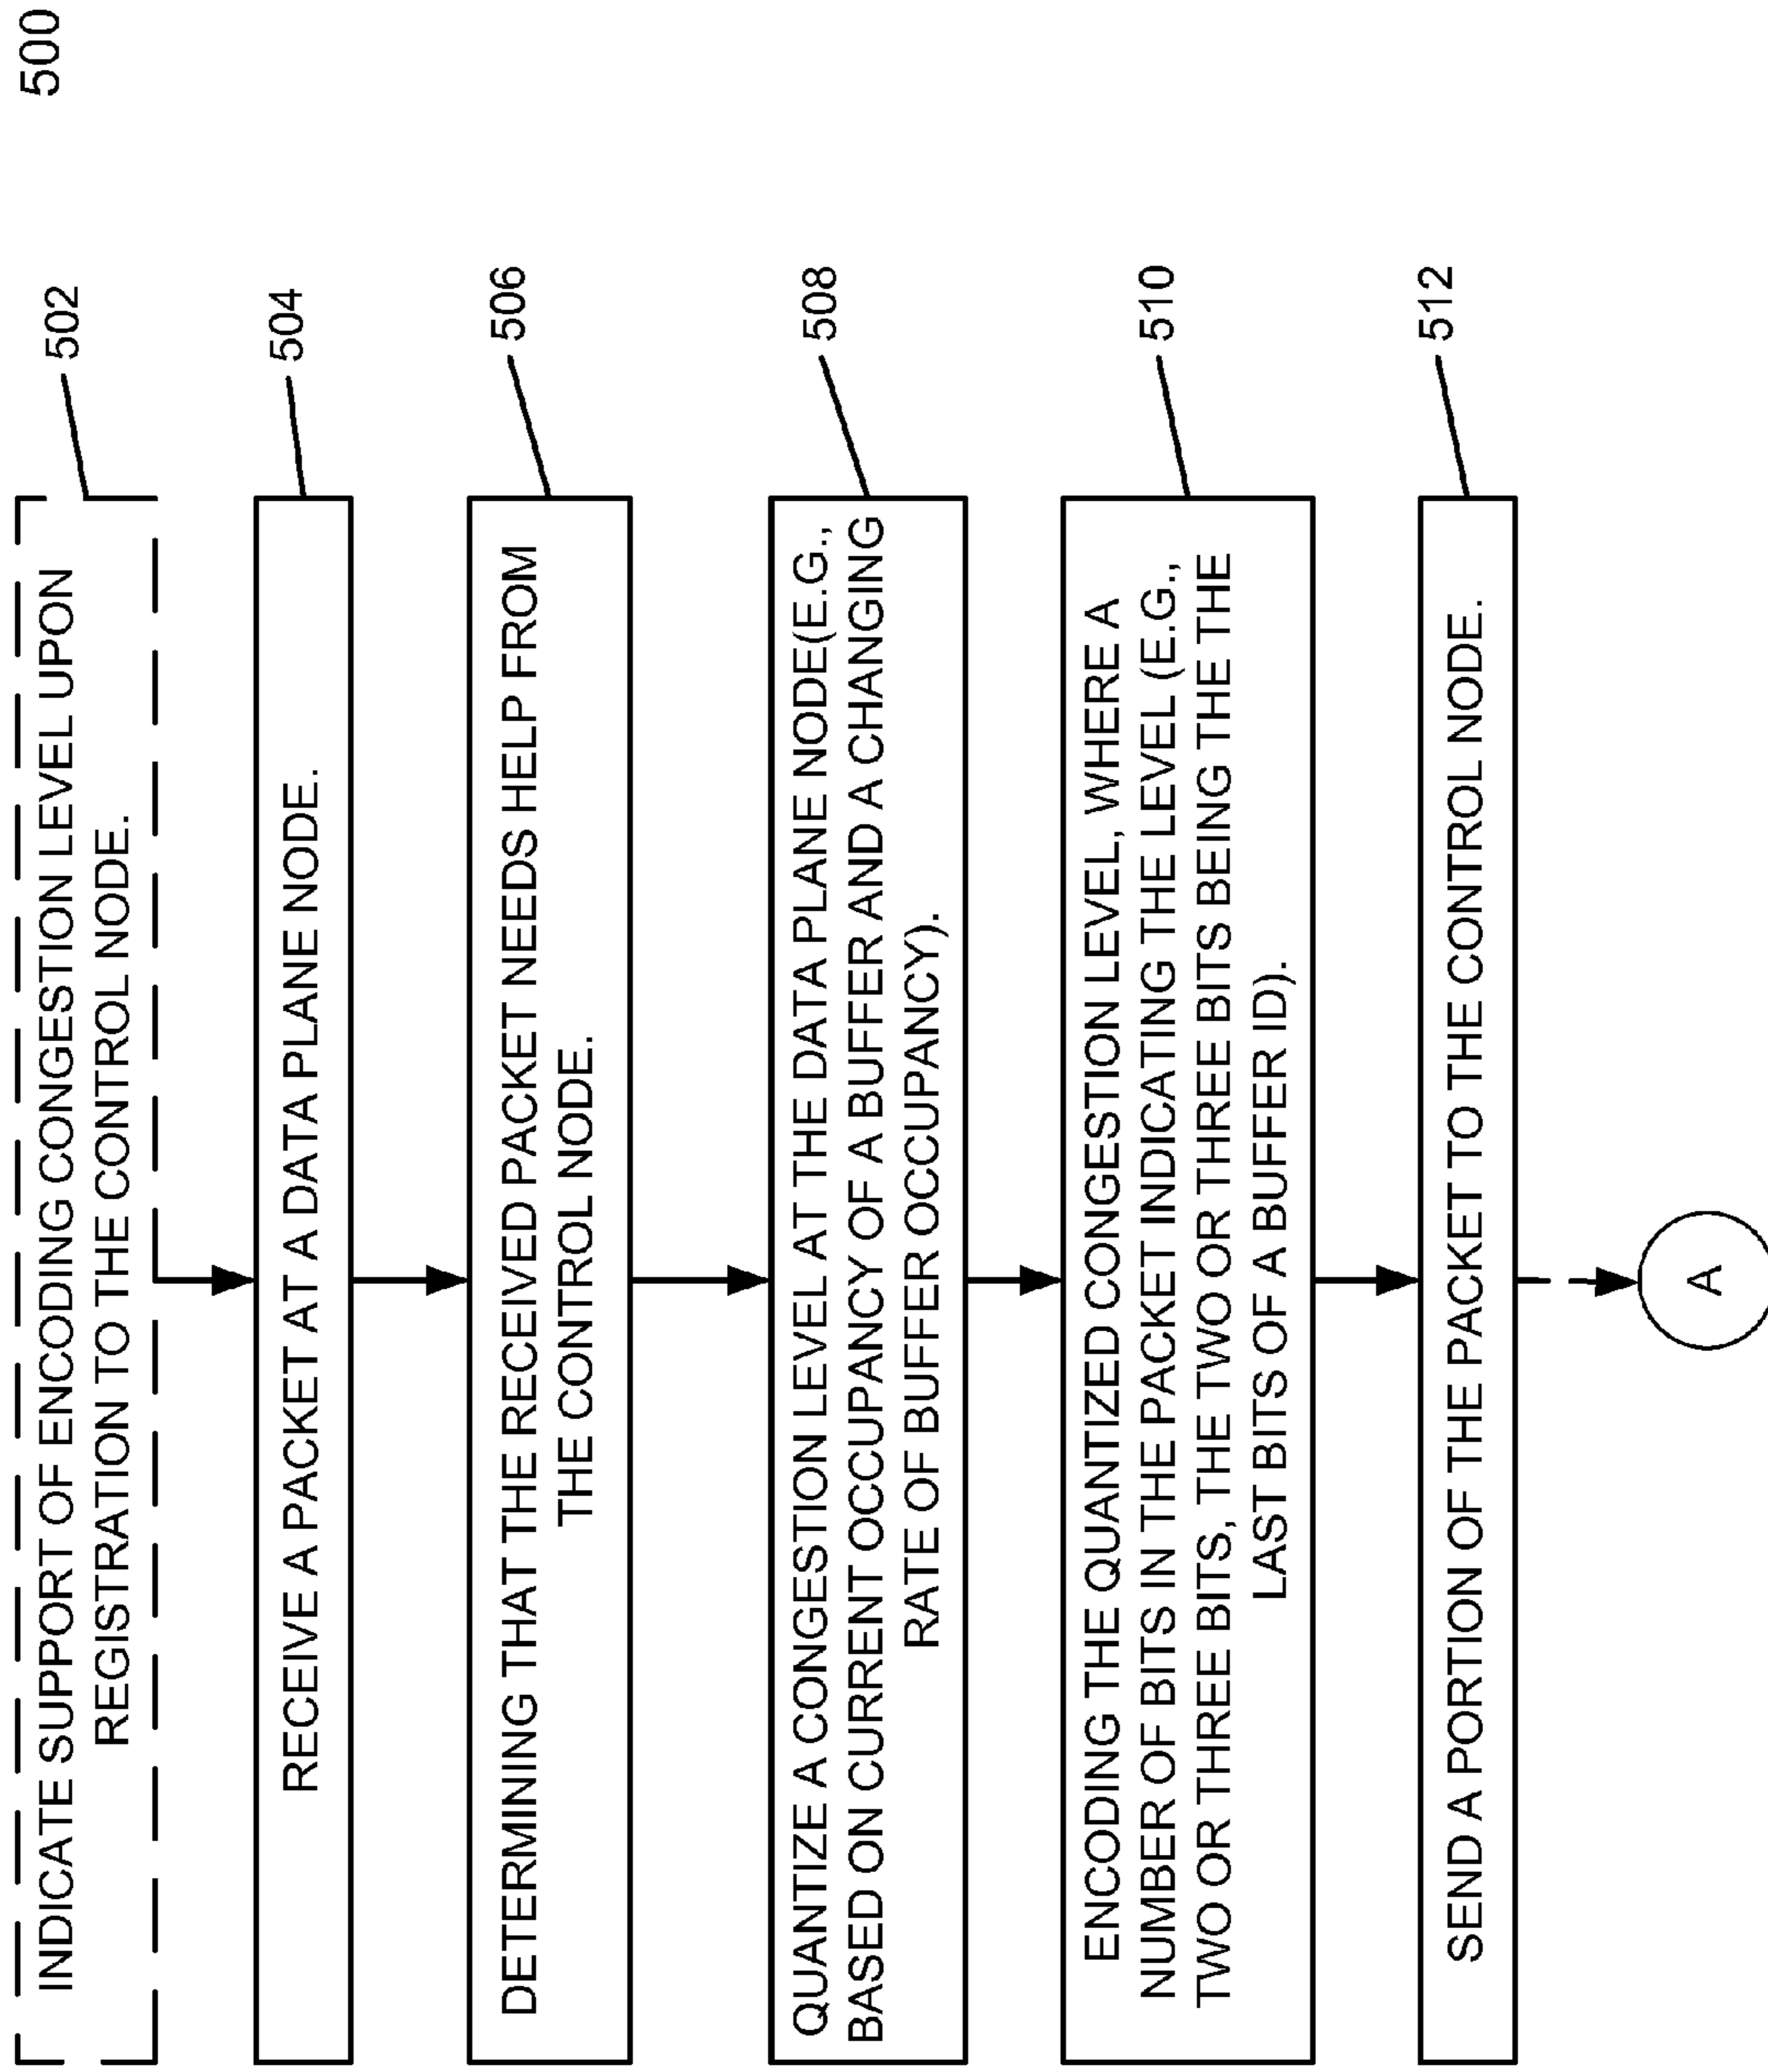 500
INDICATE SUPPORT OF ENCODING CONGESTION LEVEL UPON
REGISTRATION TO THE CONTROL NODE.
502
RECEIVE A PACKET AT A DATA PLANE NODE.
504
DETERMINING THAT THE RECEIVED PACKET NEEDS HELP FROM
THE CONTROL NODE.
506
QUANTIZE A CONGESTION LEVEL AT THE DATA PLANE NODE(E.G.,
BASED ON CURRENT OCCUPANCY OF A BUFFER AND A CHANGING
RATE OF BUFFER OCCUPANCY).
508
ENCODING THE QUANTIZED CONGESTION LEVEL, WHERE A
NUMBER OF BITS IN THE PACKET INDICATING THE LEVEL (E.G.,
TWO OR THREE BITS, THE TWO OR THREE BITS BEING THE THE
LAST BITS OF A BUFFER ID).
510
SEND A PORTION OF THE PACKET TO THE CONTROL NODE.
512
A